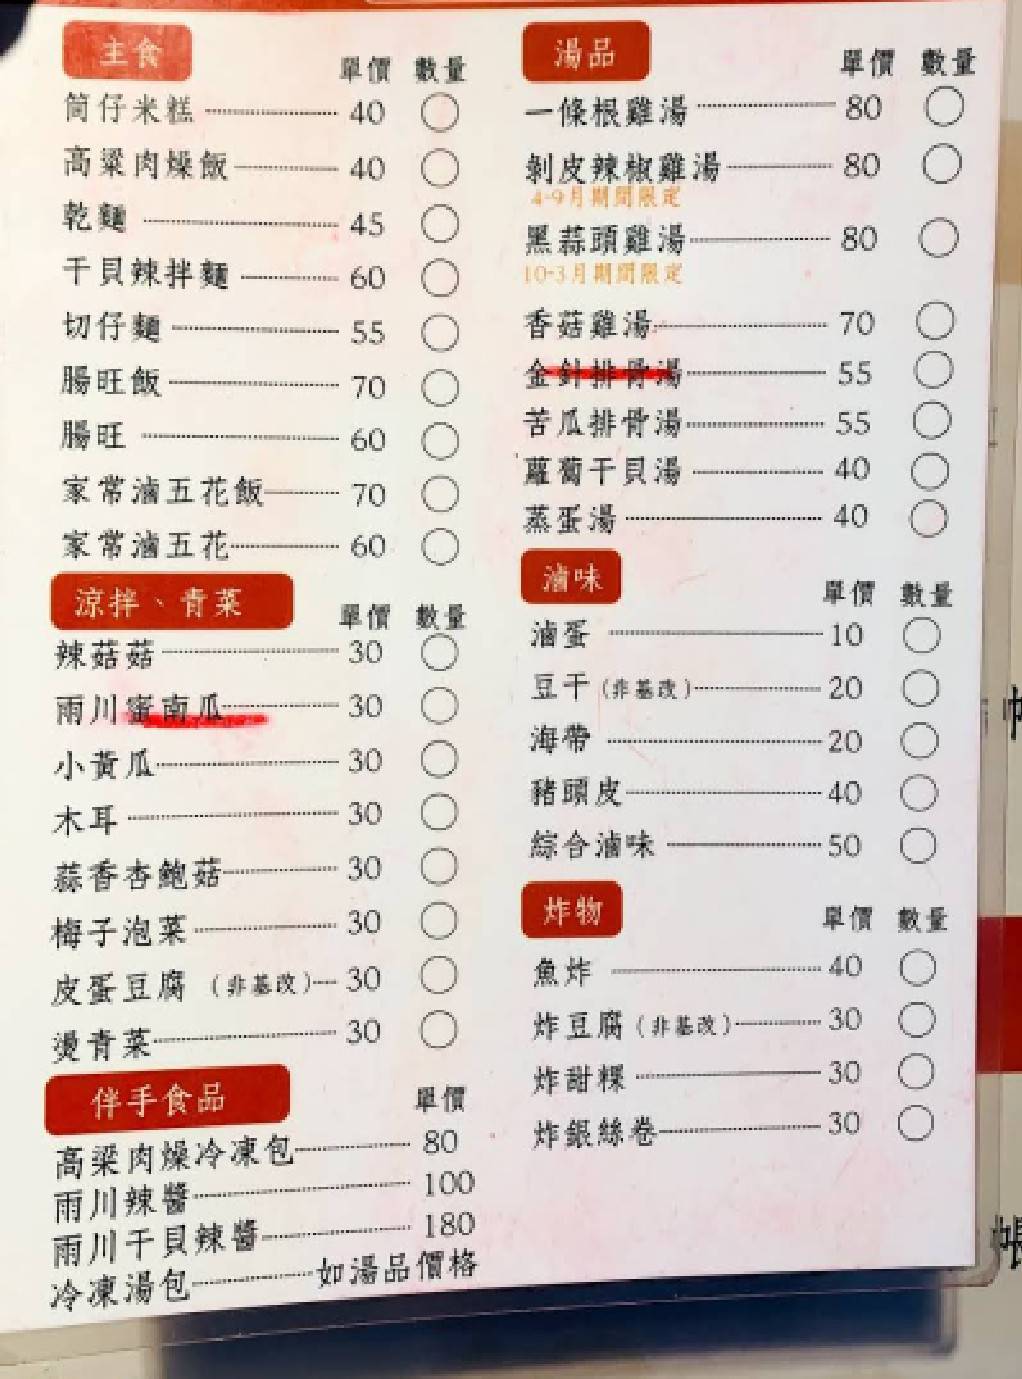 主食 單價 數量
筒仔米糕 40
高粱肉燥飯 40
乾麵 45
干貝辣拌麵 60
切仔麵 55
腸旺飯 70
腸旺 60
家常滷五花飯 70
家常滷五花 60
涼拌、青菜 單價 數量
辣菇菇 30
雨川蜜南瓜 30
小黃瓜 30
木耳 30
蒜香杏鮑菇 30
梅子泡菜 30
皮蛋豆腐（非基改） 30
燙青菜 30
伴手食品 單價
高粱肉燥冷凍包 80
雨川辣醬 100
雨川干貝辣醬 180
冷凍湯包 如湯品價格
湯品 單價 數量
一條根雞湯 80
剝皮辣椒雞湯 80
4-9月期間限定
黑蒜頭雞湯 80
10-3月期間限定
香菇雞湯 70
金針排骨湯 55
苦瓜排骨湯 55
蘿蔔干貝湯 40
蒸蛋湯 40
滷味 單價 數量
滷蛋 10
豆干（非基改） 20
海帶 20
豬頭皮 40
綜合滷味 50
炸物 單價 數量
魚炸 40
炸豆腐（非基改） 30
炸甜粿 30
炸銀絲卷 30